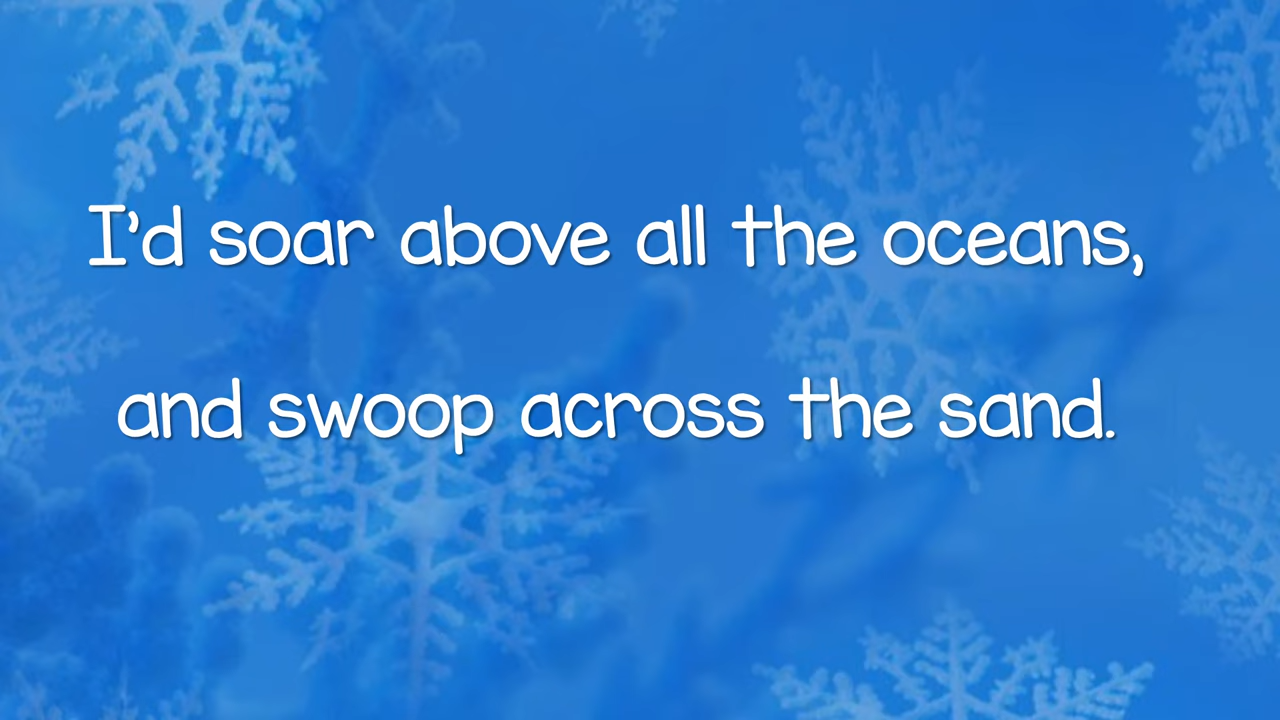 I'd soar above all the oceans,
and swoop across the sand.